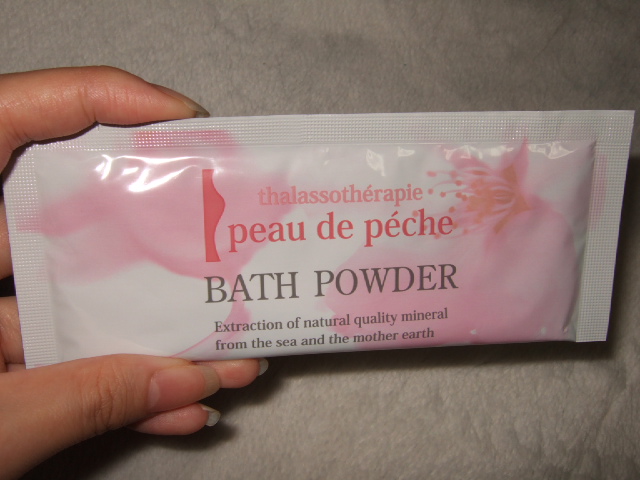 thalassothérapie
peau de péche
BATH POWDER
Extraction of natural quality mineral
from the sea and the mother earth